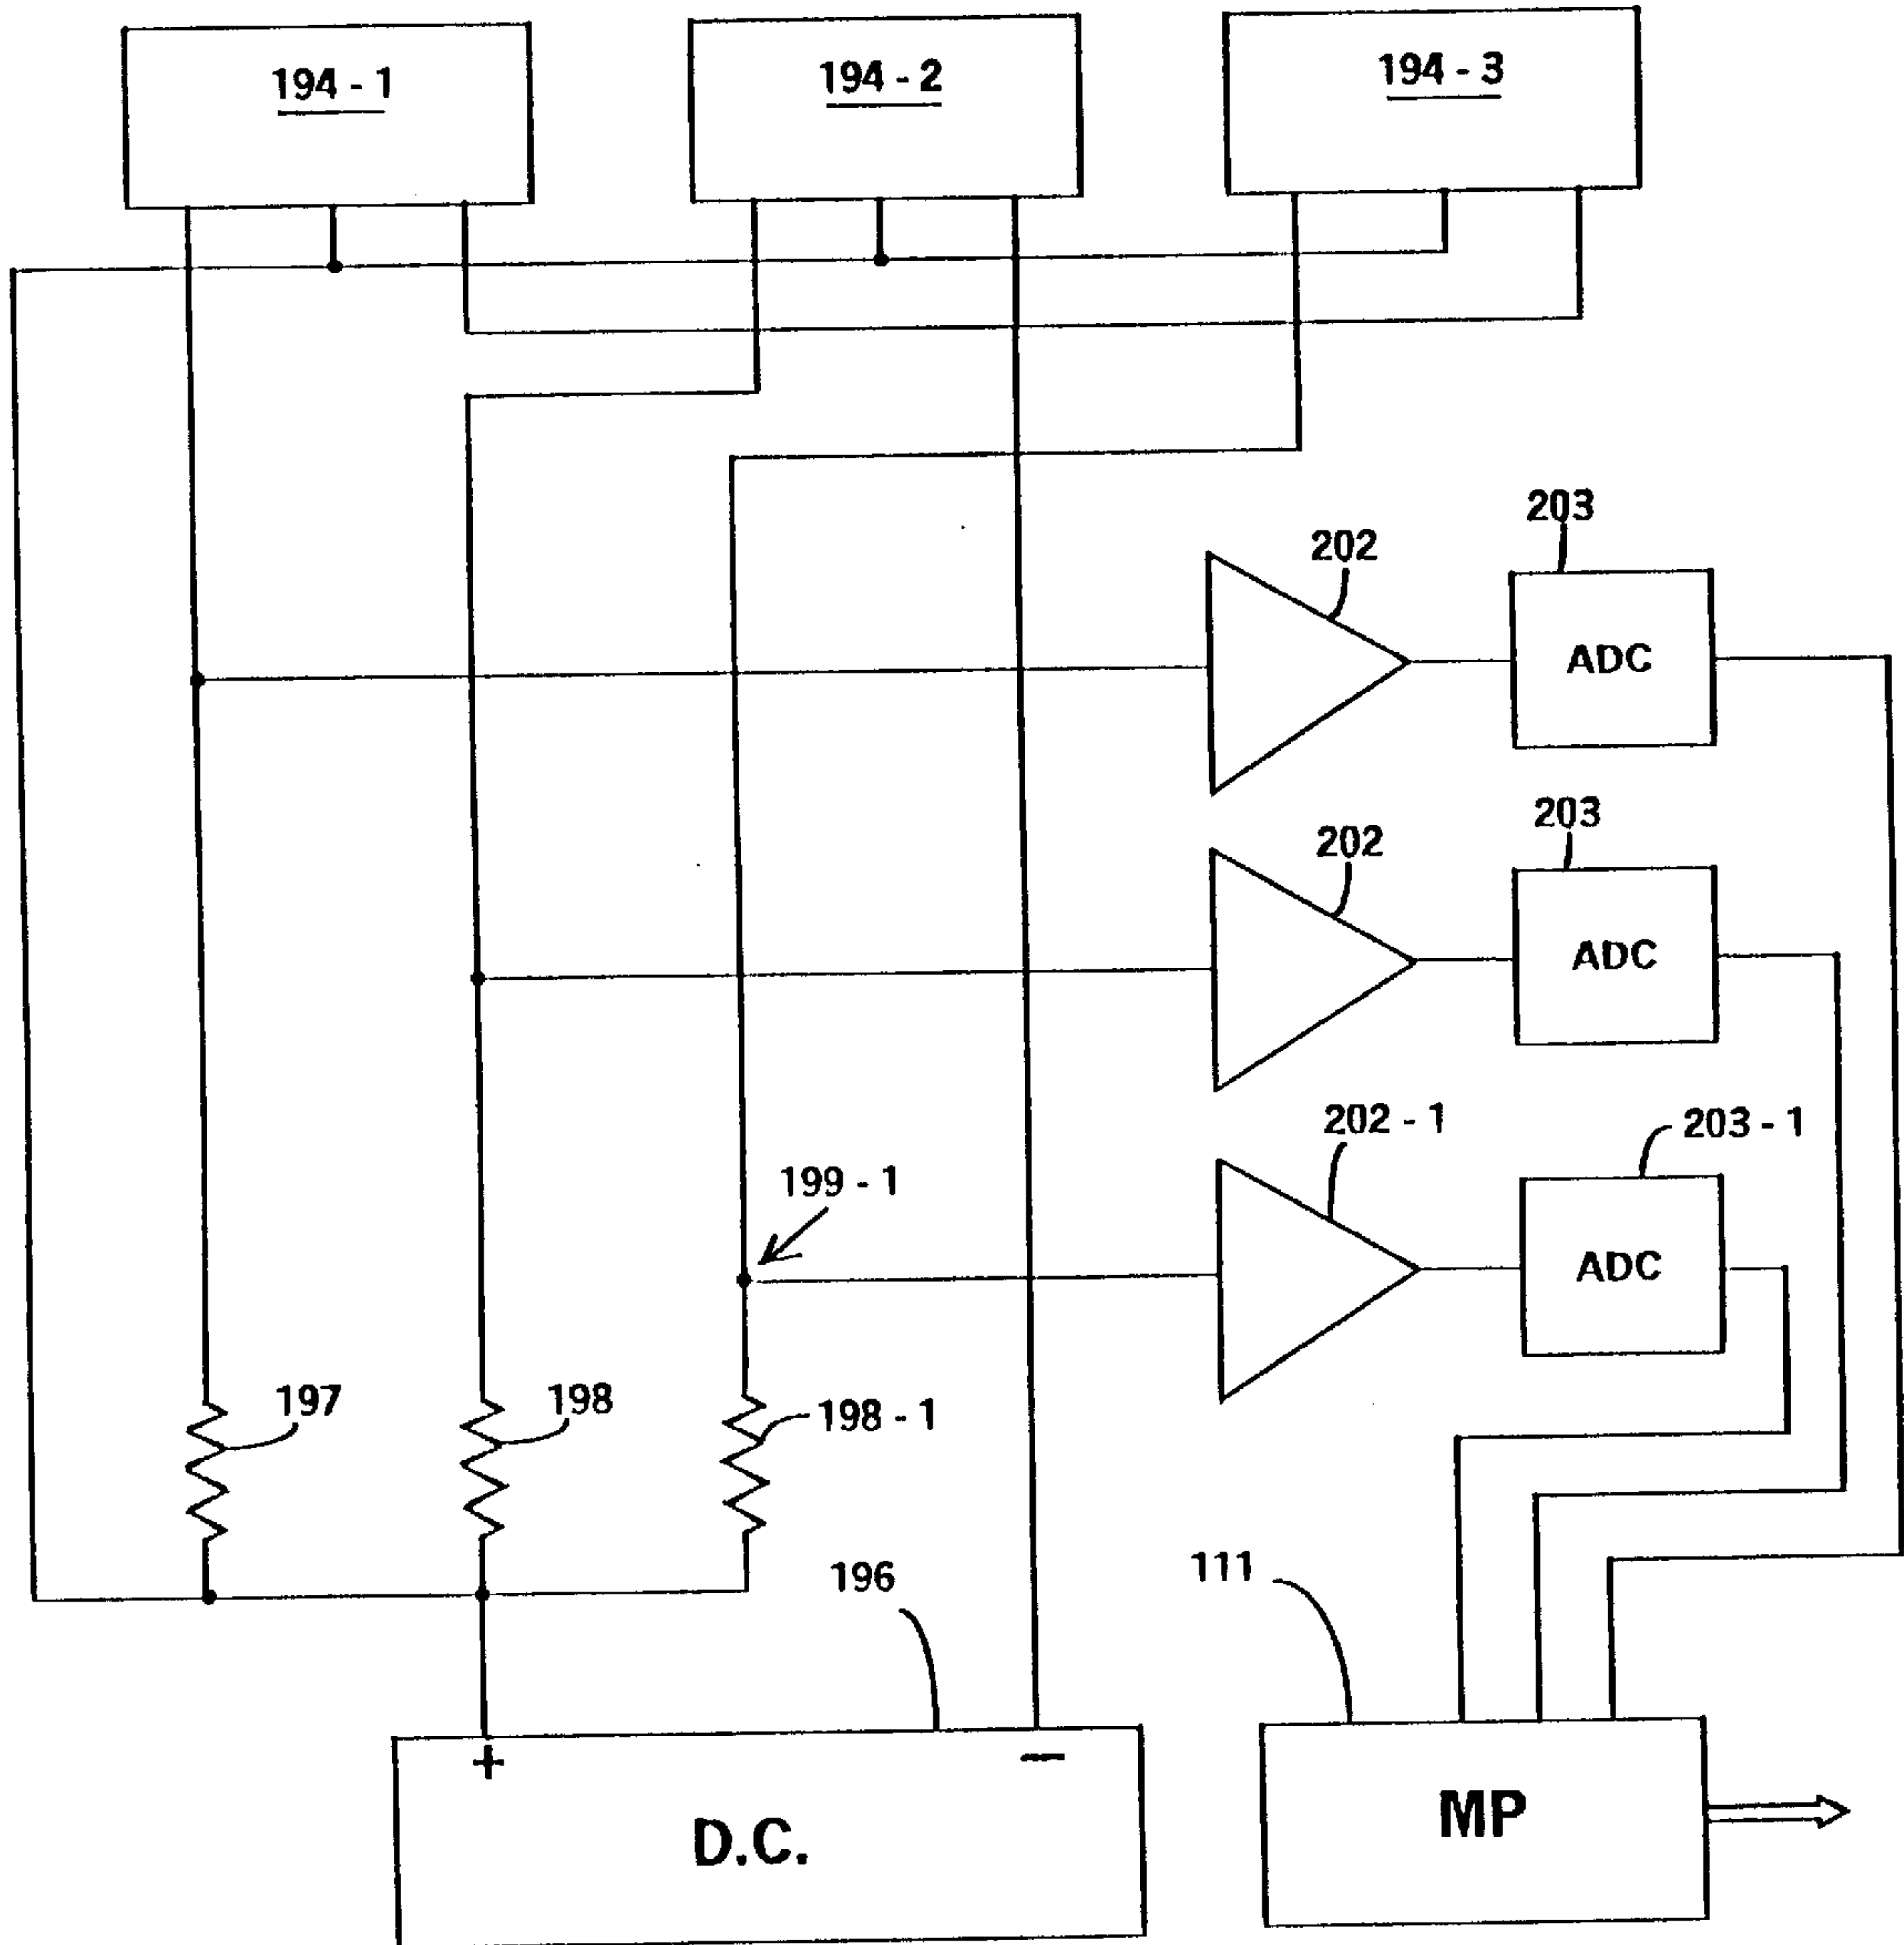 194 - 1
194 - 2
194 - 3
203
202
ADC
203
202
ADC
202 - 1
203 - 1
199 - 1
ADC
197
198
198 - 1
196
111
+
—
D.C.
MP